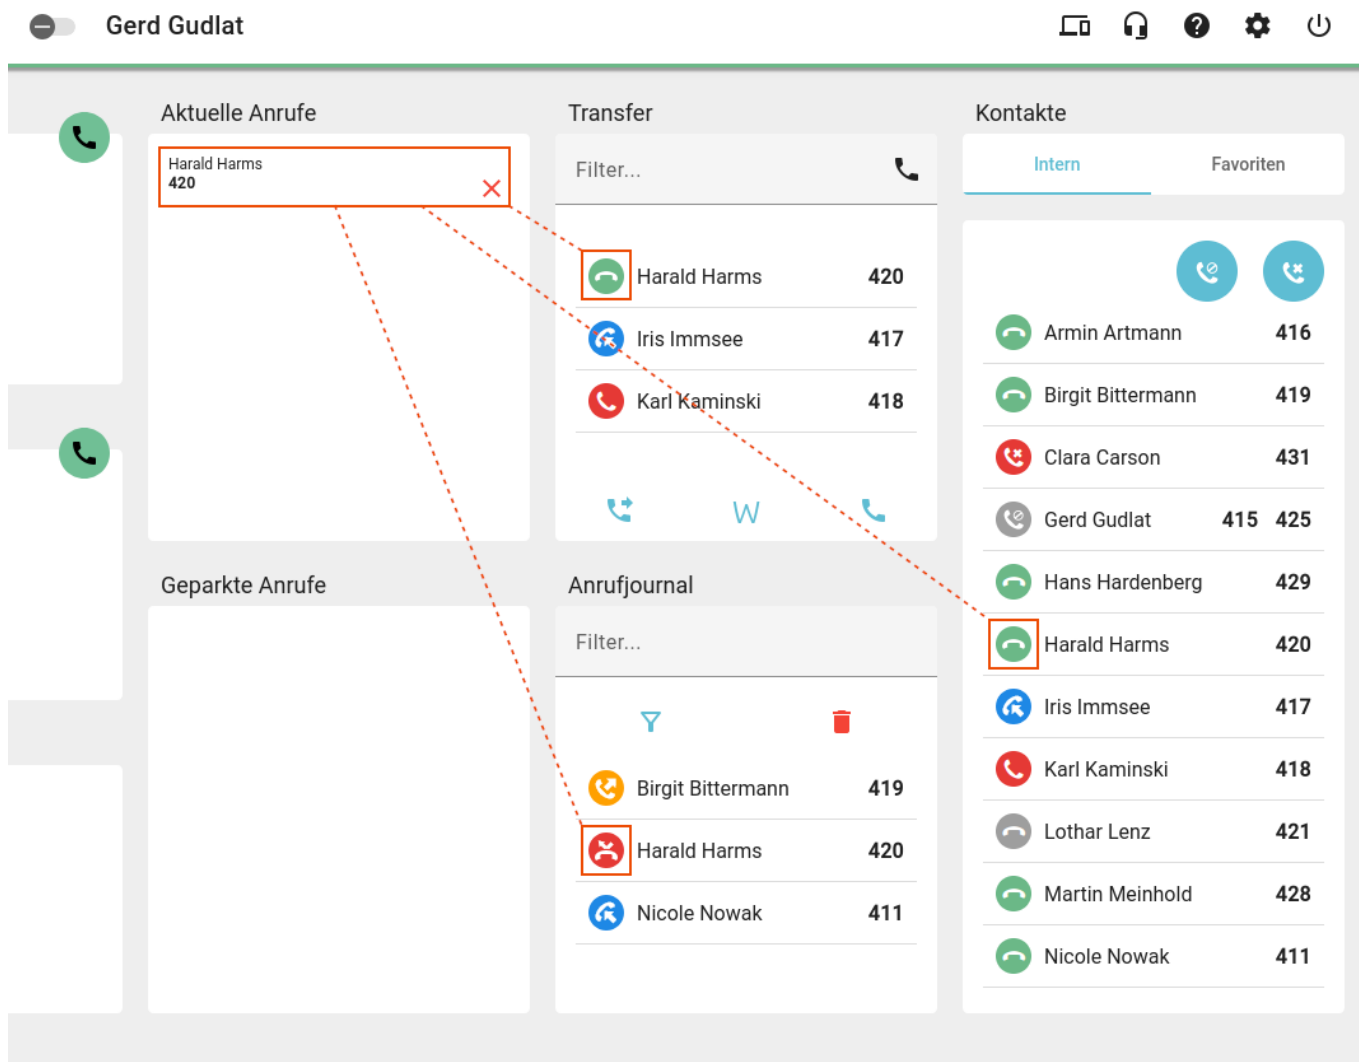 Gerd Gudlat
Aktuelle Anrufe
Harald Harms
420
Geparkte Anrufe
Transfer
Filter...
Harald Harms 420
Iris Immsee 417
Karl Kaminski 418
W
Anrufjournal
Filter...
Birgit Bittermann 419
Harald Harms 420
Nicole Nowak 411
Kontakte
Intern Favoriten
Armin Artmann 416
Birgit Bittermann 419
Clara Carson 431
Gerd Gudlat 415 425
Hans Hardenberg 429
Harald Harms 420
Iris Immsee 417
Karl Kaminski 418
Lothar Lenz 421
Martin Meinhold 428
Nicole Nowak 411